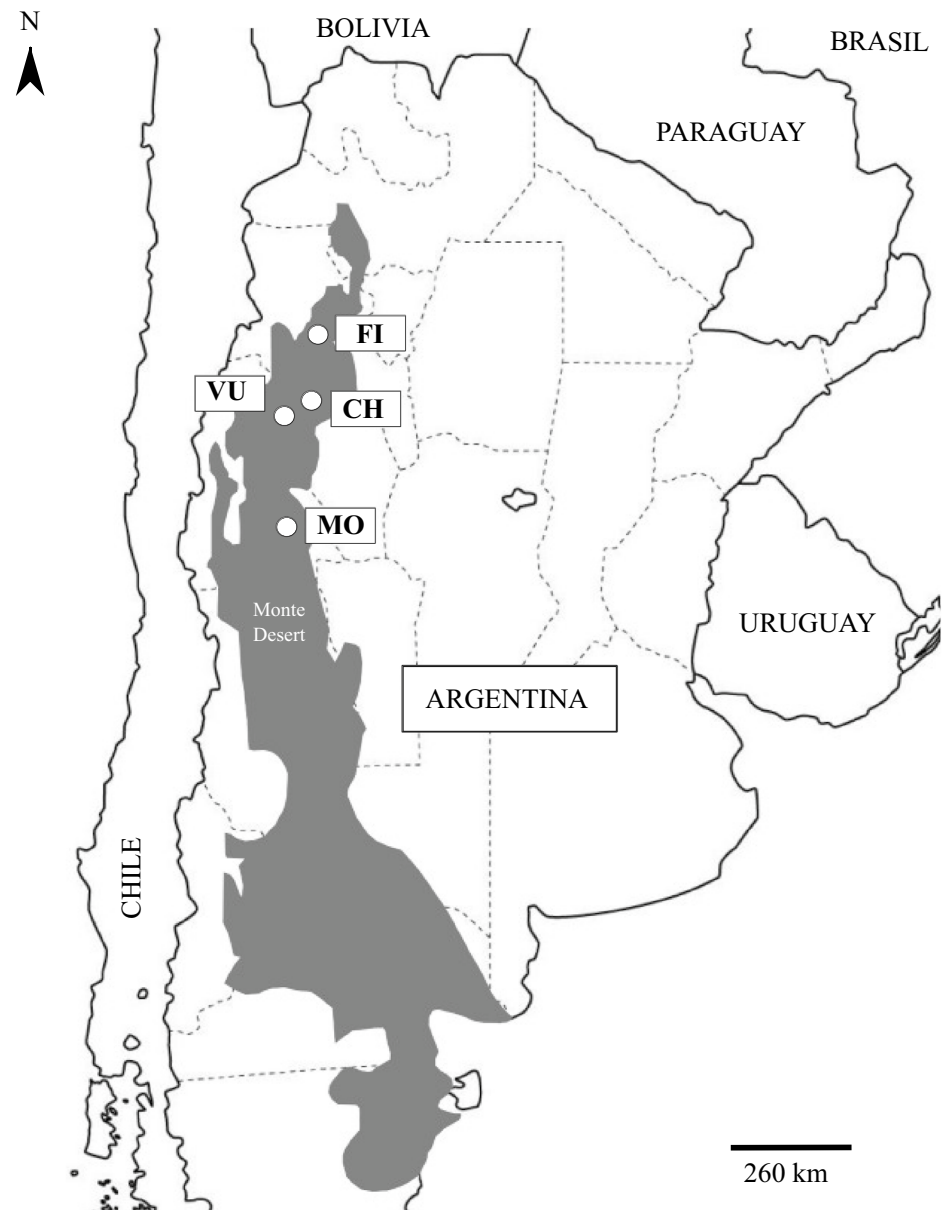 N
BOLIVIA
BRASIL
PARAGUAY
FI
VU
CH
MO
Monte
Desert
URUGUAY
ARGENTINA
CHILE
260 km